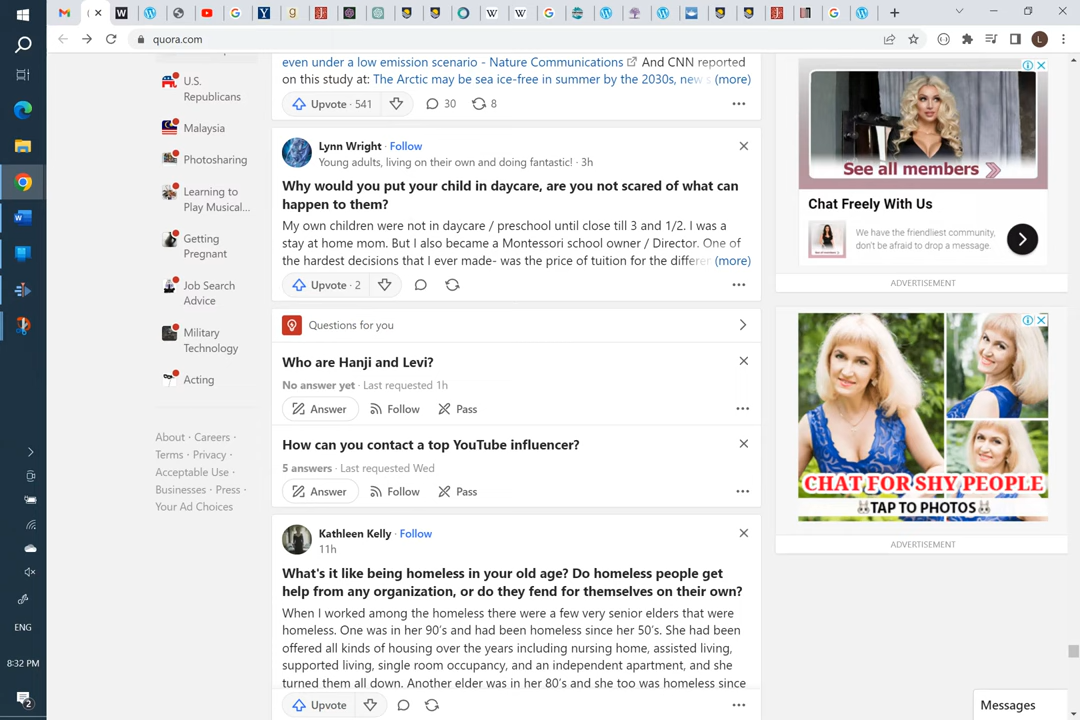 quora.com
L
U.S.
Republicans
Malaysia
Photosharing
Learning to
Play Musical...
Getting
Pregnant
Job Search
Advice
Military
Technology
Acting
About · Careers ·
Terms · Privacy ·
Acceptable Use ·
Businesses · Press ·
Your Ad Choices
even under a low emission scenario - Nature Communications And CNN reported
on this study at: The Arctic may be sea-ice-free in summer by the 2030s, new s (more)
Upvote · 541
30
8
Lynn Wright · Follow
Young adults, living on their own and doing fantastic! · 3h
Why would you put your child in daycare, are you not scared of what can
happen to them?
My own children were not in daycare / preschool until close till 3 and 1/2. I was a
stay at home mom. But I also became a Montessori school owner / Director. One of
the hardest decisions that I ever made- was the price of tuition for the differer (more)
Upvote · 2
Questions for you
Who are Hanji and Levi?
No answer yet · Last requested 1h
Answer
Follow
Pass
How can you contact a top YouTube influencer?
5 answers · Last requested Wed
Answer
Follow
Pass
Kathleen Kelly · Follow
11h
What's it like being homeless in your old age? Do homeless people get
help from any organization, or do they fend for themselves on their own?
When I worked among the homeless there were a few very senior elders that were
homeless. One was in her 90's and had been homeless since her 50's. She had been
offered all kinds of housing over the years including nursing home, assisted living,
supported living, single room occupancy, and an independent apartment, and she
turned them all down. Another elder was in her 80's and she too was homeless since
Upvote
See all members
Chat Freely With Us
We have the friendliest community,
don't be afraid to drop a message.
ADVERTISEMENT
CHAT FOR SHY PEOPLE
TAP TO PHOTOS
ADVERTISEMENT
Messages
ENG
8:32 PM
2